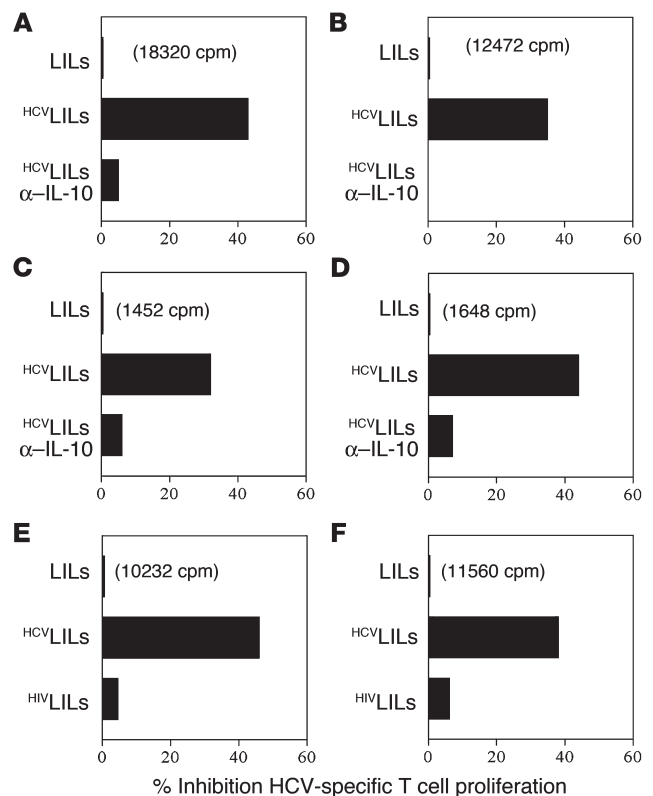 A
LILs
(18320 cpm)
HCVLILs
HCVLILs
α–IL-10
0 20 40 60
B
LILs
(12472 cpm)
HCVLILs
HCVLILs
α–IL-10
0 20 40 60
C
LILs
(1452 cpm)
HCVLILs
HCVLILs
α–IL-10
0 20 40 60
D
LILs
(1648 cpm)
HCVLILs
HCVLILs
α–IL-10
0 20 40 60
E
LILs
(10232 cpm)
HCVLILs
HIVLILs
0 20 40 60
F
LILs
(11560 cpm)
HCVLILs
HIVLILs
0 20 40 60
% Inhibition HCV-specific T cell proliferation